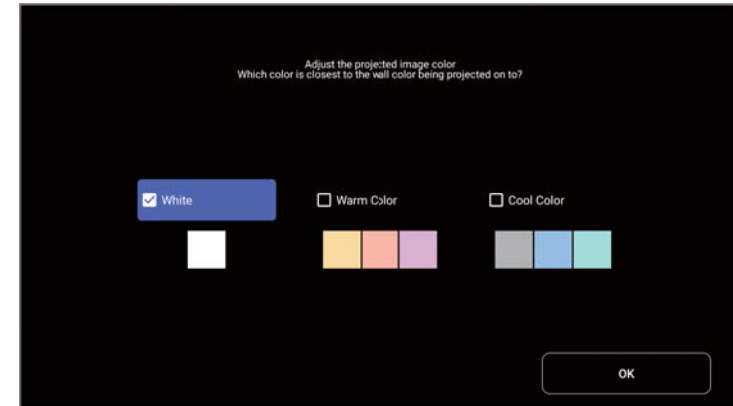 Adjust the projected image color
Which color is closest to the wall color being projected on to?
White
Warm Color
Cool Color
OK